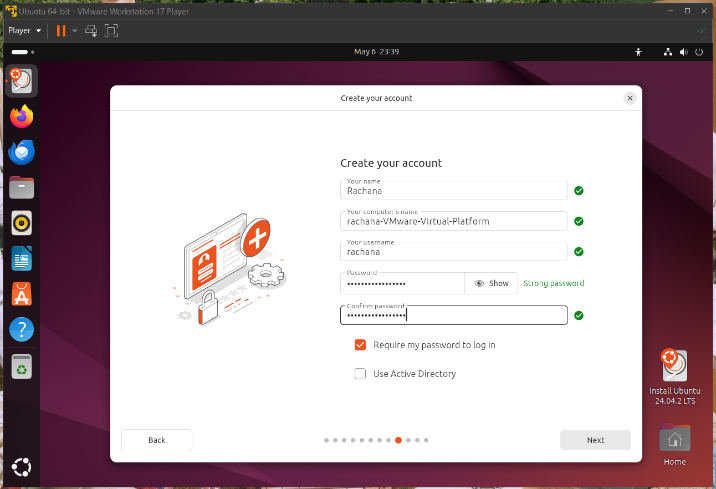 Ubuntu 64-bit - VMware Workstation 17 Player
Player
May 6 23:39
Create your account
Create your account
Your name
Rachana
Your computer's name
rachana-VMware-Virtual-Platform
Your username
rachana
Password
•••••••••••••••••
Show
Strong password
Confirm password
•••••••••••••••••
Require my password to log in
Use Active Directory
Back
Next
Install Ubuntu
24.04.2 LTS
Home